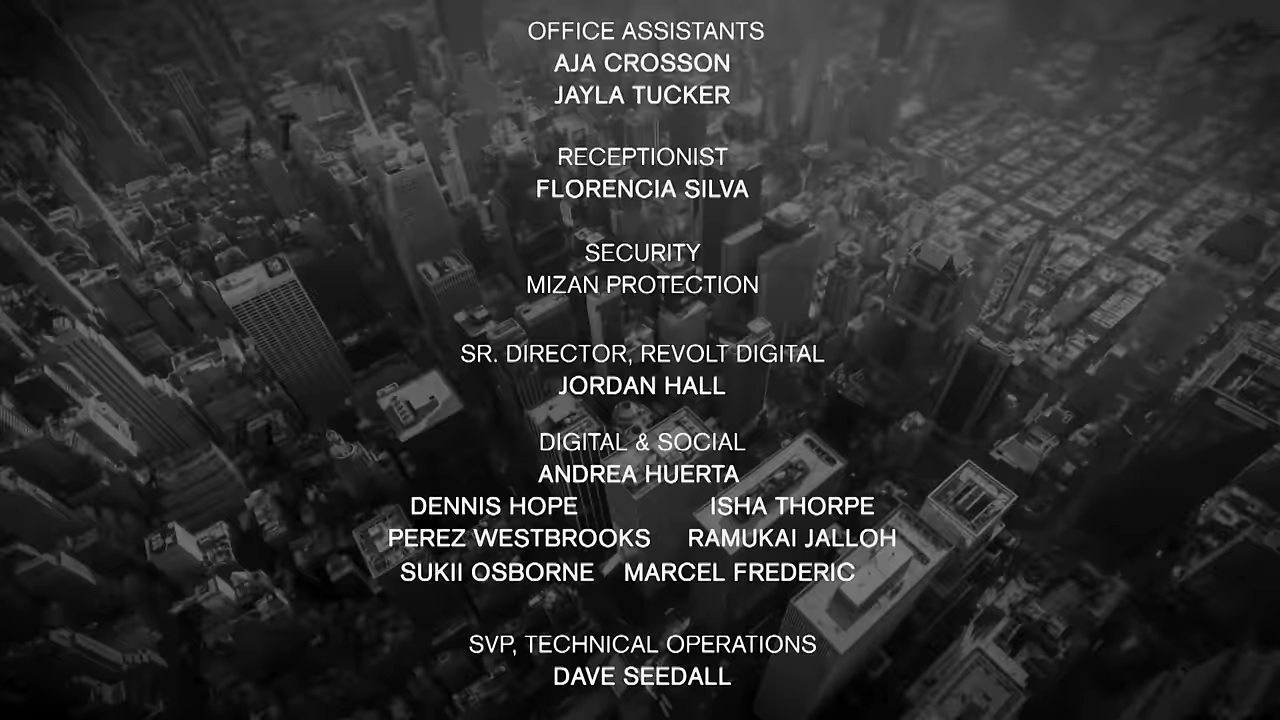 OFFICE ASSISTANTS
AJA CROSSON
JAYLA TUCKER
RECEPTIONIST
FLORENCIA SILVA
SECURITY
MIZAN PROTECTION
SR. DIRECTOR, REVOLT DIGITAL
JORDAN HALL
DIGITAL & SOCIAL
ANDREA HUERTA
DENNIS HOPE ISHA THORPE
PEREZ WESTBROOKS RAMUKAI JALLOH
SUKII OSBORNE MARCEL FREDERIC
SVP, TECHNICAL OPERATIONS
DAVE SEEDALL